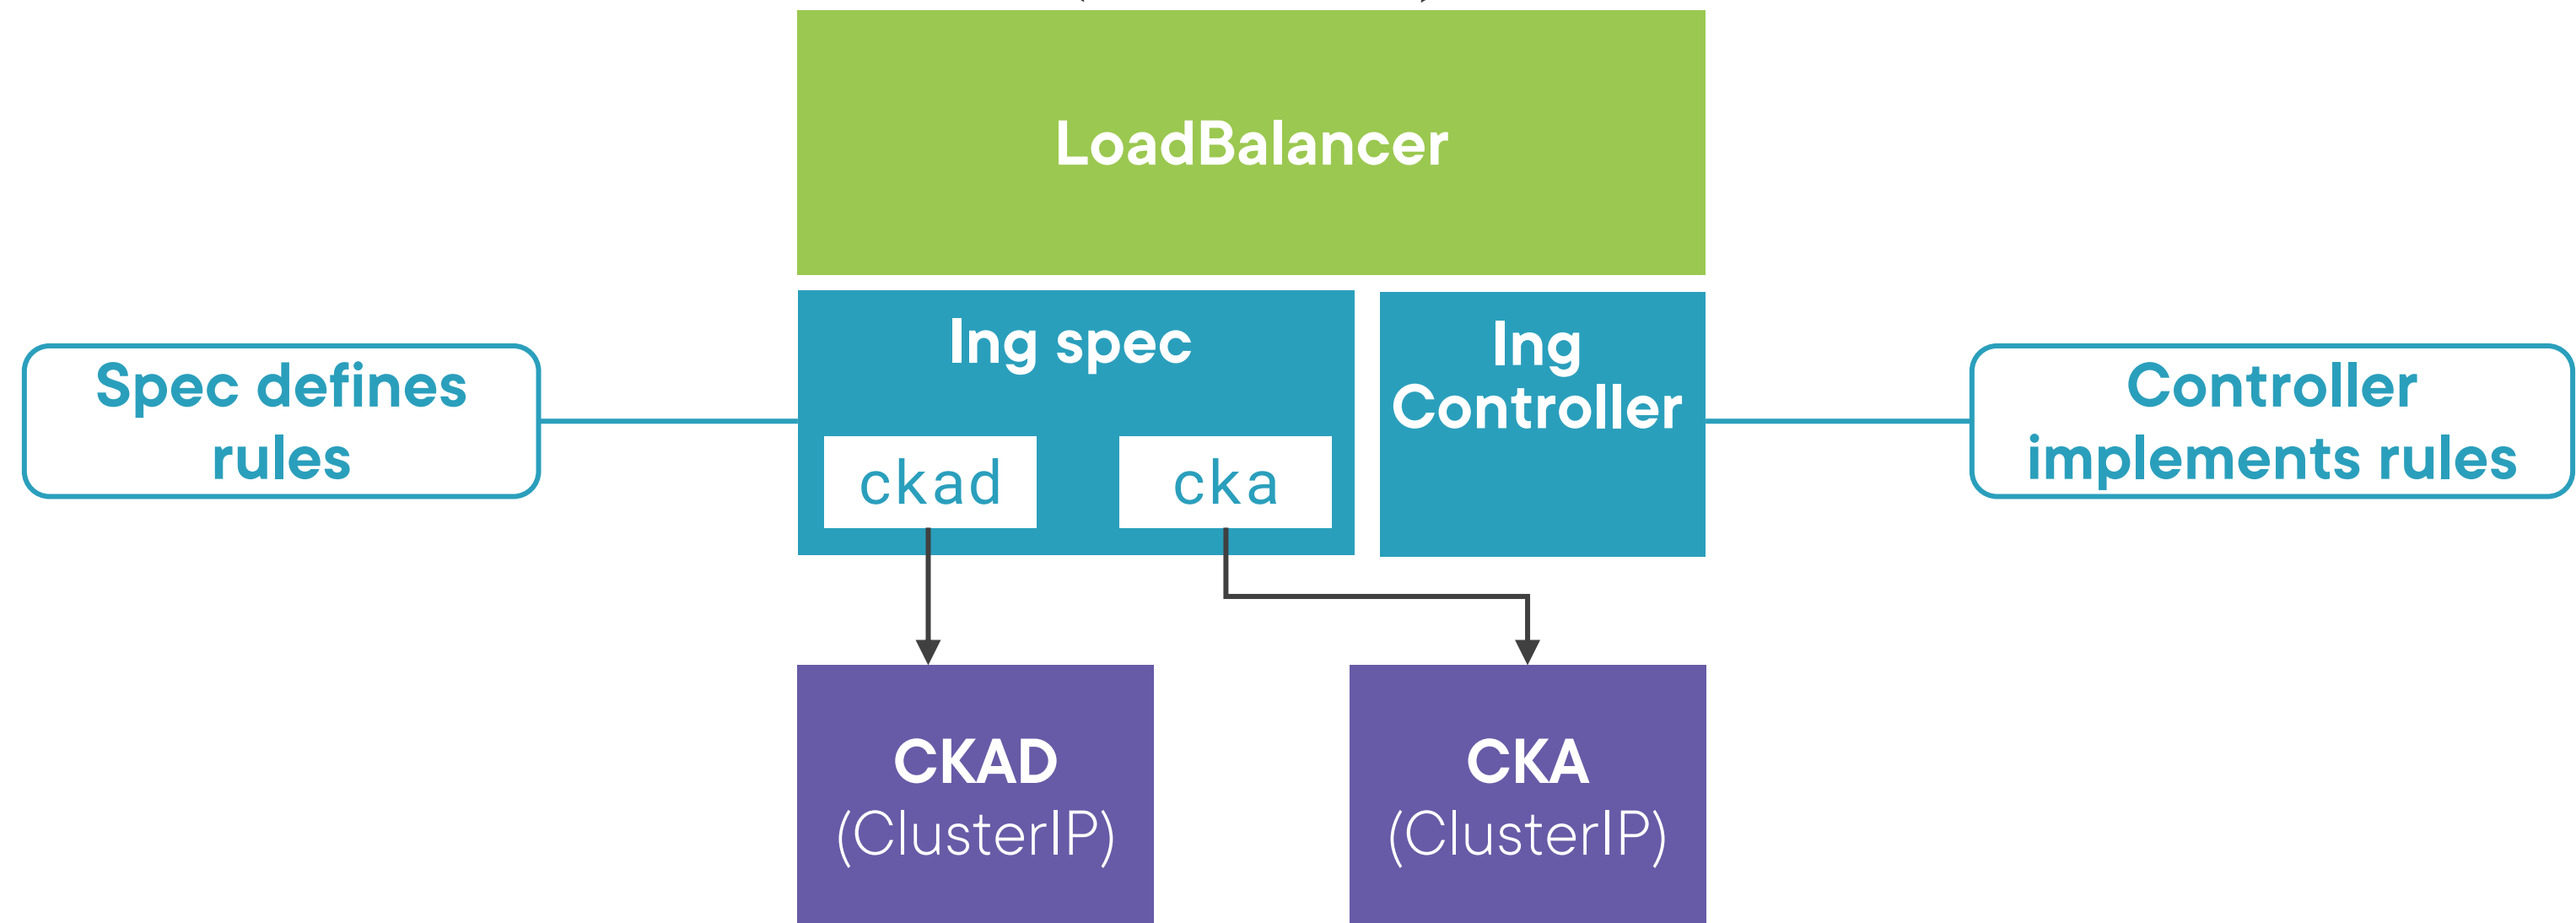 LoadBalancer
Ing spec
Ing
Controller
Spec defines
rules
Controller
implements rules
ckad
cka
CKAD
(ClusterIP)
CKA
(ClusterIP)